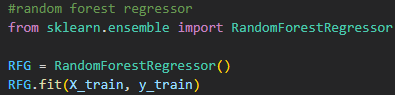 #random forest regressor
from sklearn.ensemble import RandomForestRegressor
RFG = RandomForestRegressor()
RFG.fit(X_train, y_train)